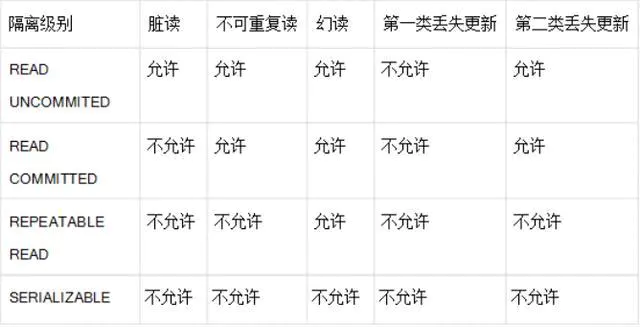 隔离级别 脏读 不可重复读 幻读 第一类丢失更新 第二类丢失更新
READ UNCOMMITED 允许 允许 允许 不允许 允许
READ COMMITTED 不允许 允许 允许 不允许 允许
REPEATABLE READ 不允许 不允许 允许 不允许 不允许
SERIALIZABLE 不允许 不允许 不允许 不允许 不允许